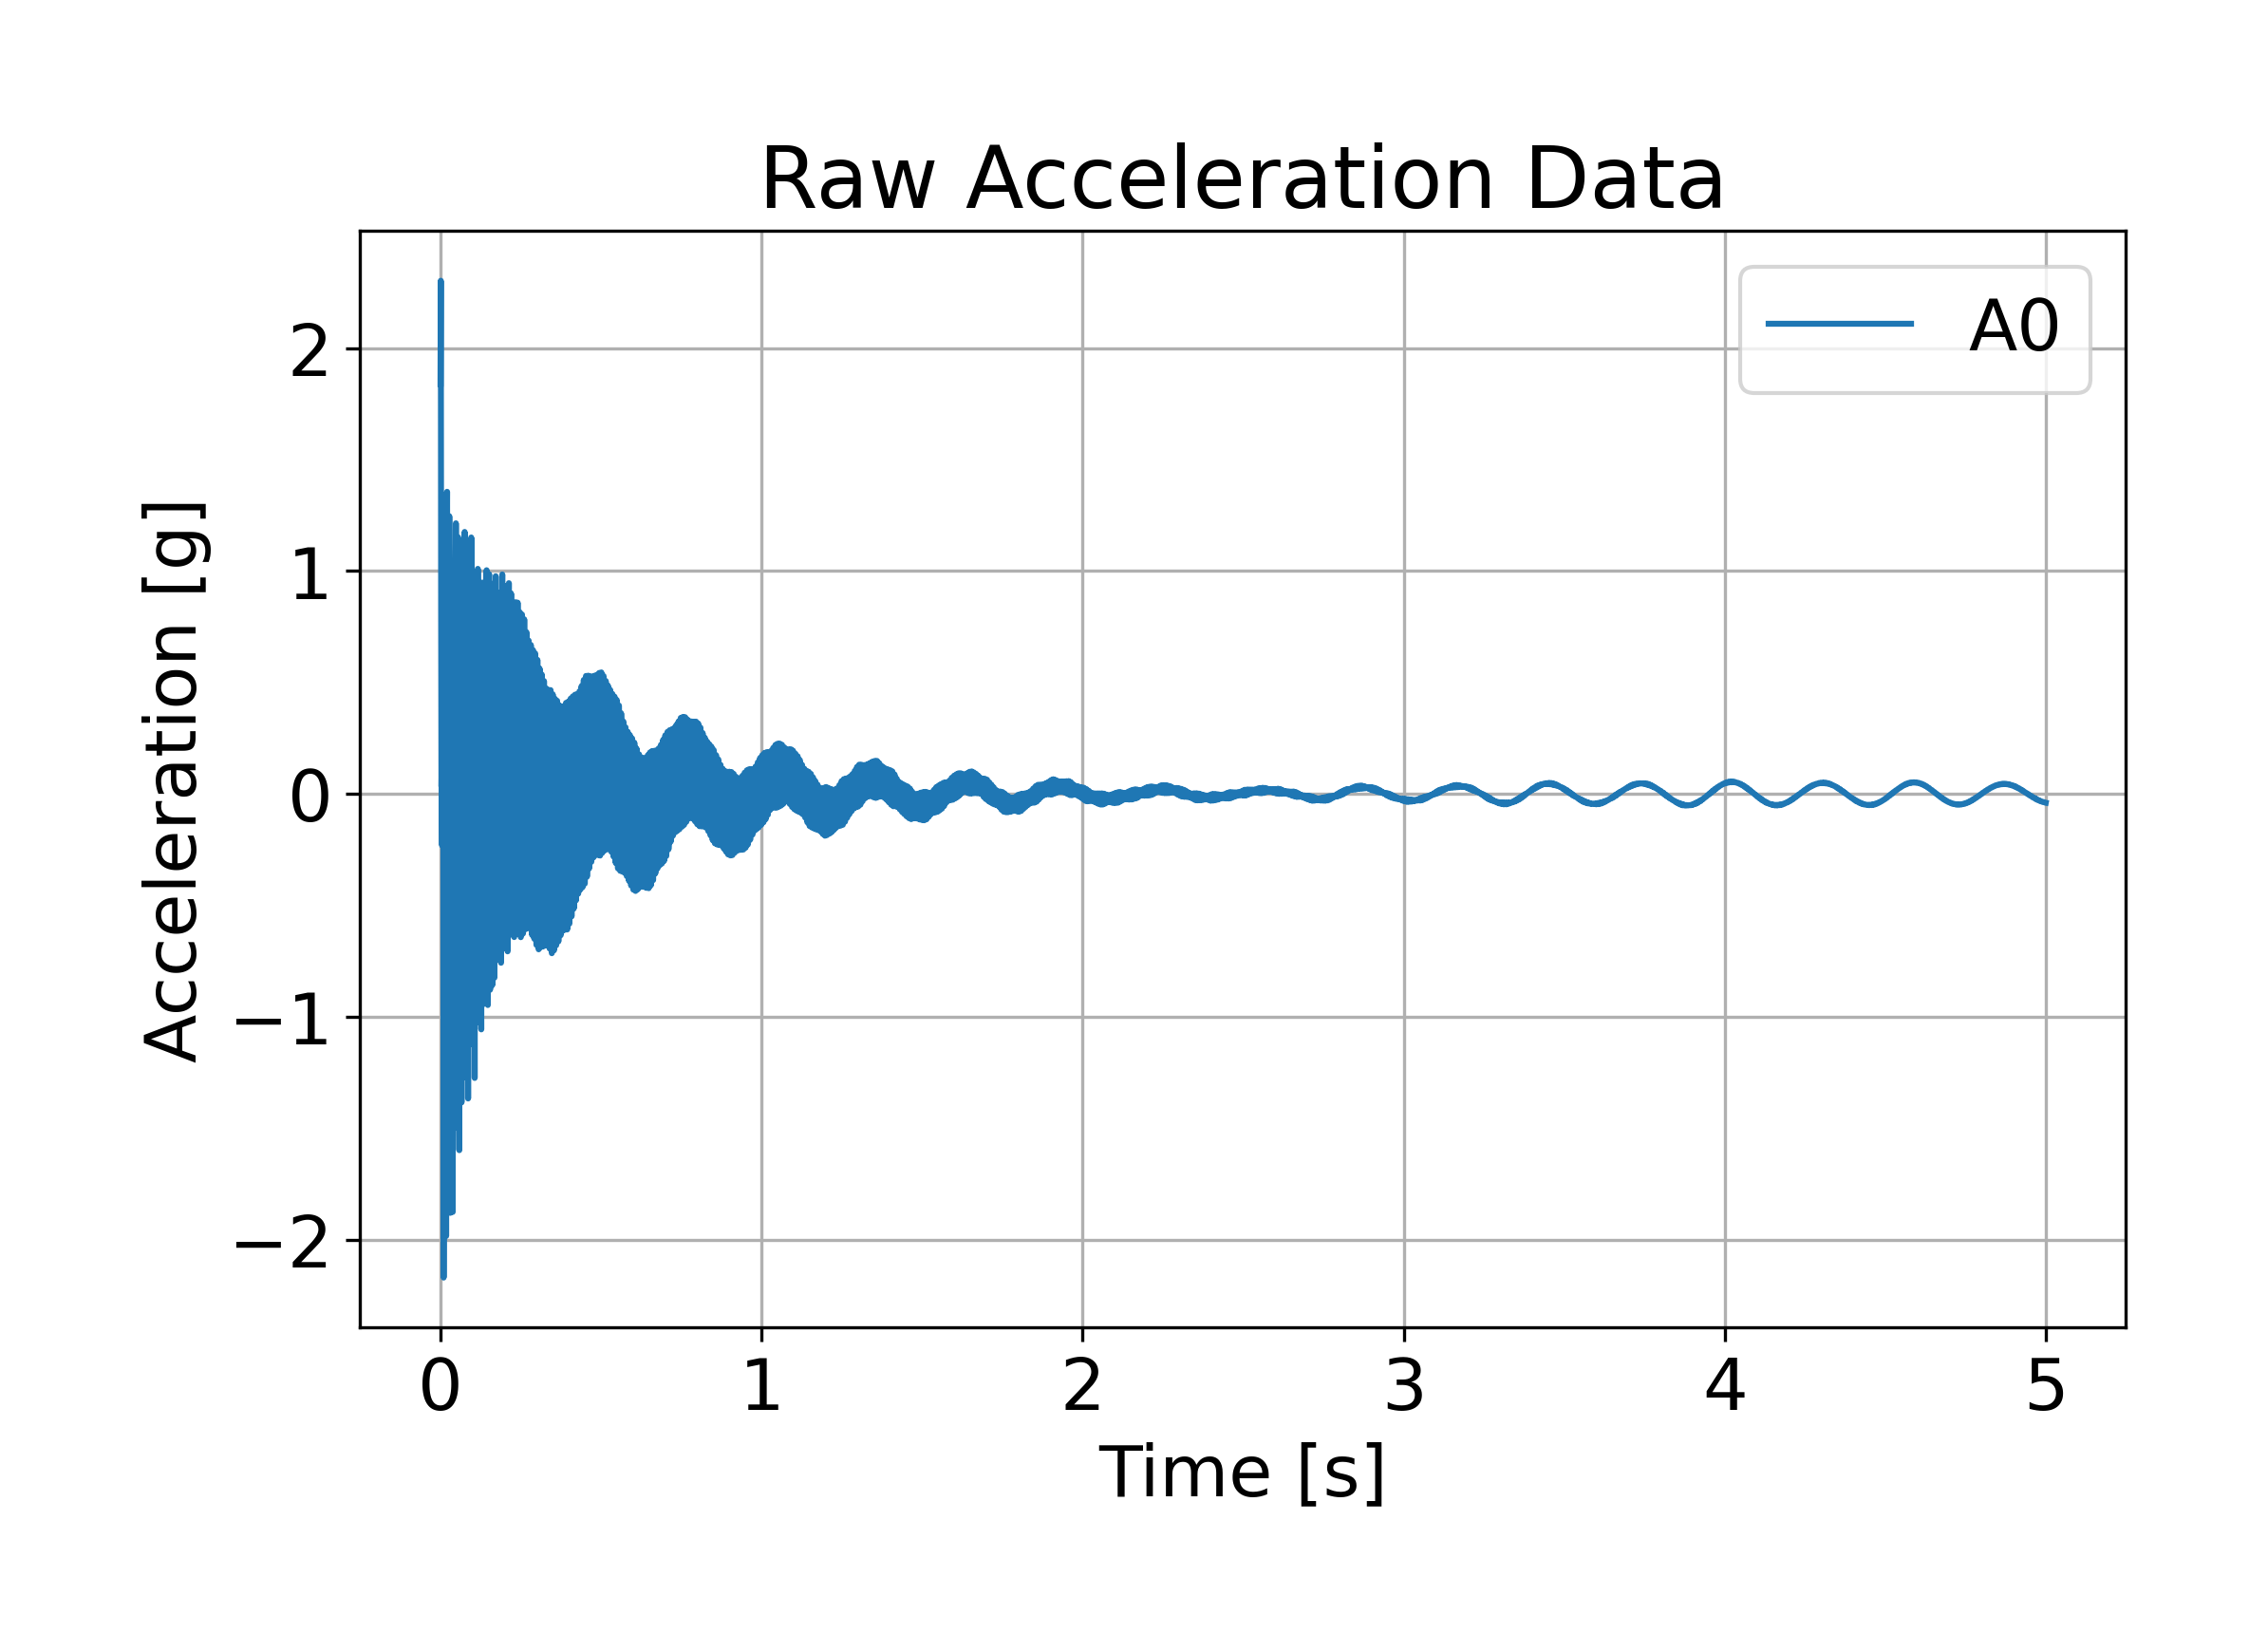 Raw Acceleration Data
A0
Acceleration [g]
2
1
0
−1
−2
0 1 2 3 4 5
Time [s]